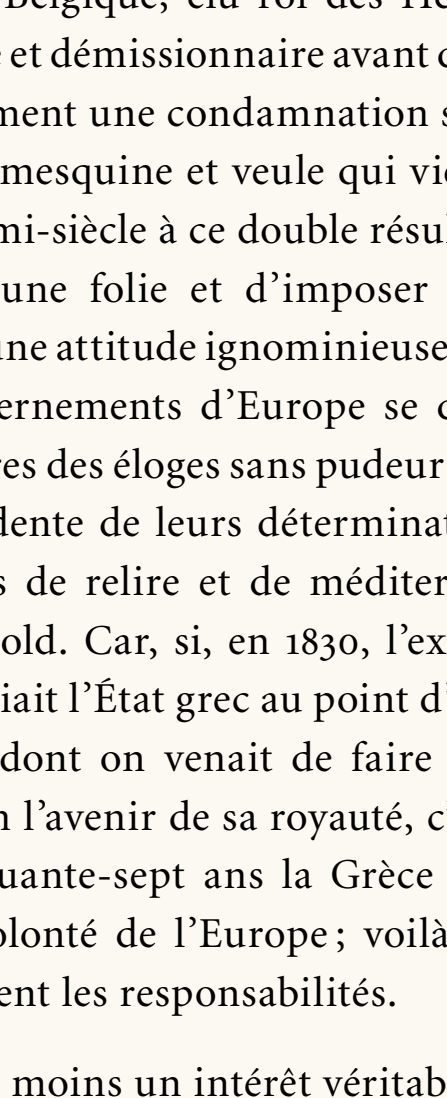 Belgique, élu roi des
et démissionnaire avant
ment une condamnation s
mesquine et veule qui vi
mi-siècle à ce double résul
une folie et d’imposer
une attitude ignominieuse
ernements d’Europe se
res des éloges sans pudeur
dente de leurs déterminat
s de relire et de méditer
old. Car, si, en 1830, l’ex
iait l’État grec au point d’
dont on venait de faire
n l’avenir de sa royauté, c’
uante-sept ans la Grèce
olonté de l’Europe ; voilà
ent les responsabilités.
moins un intérêt véritab